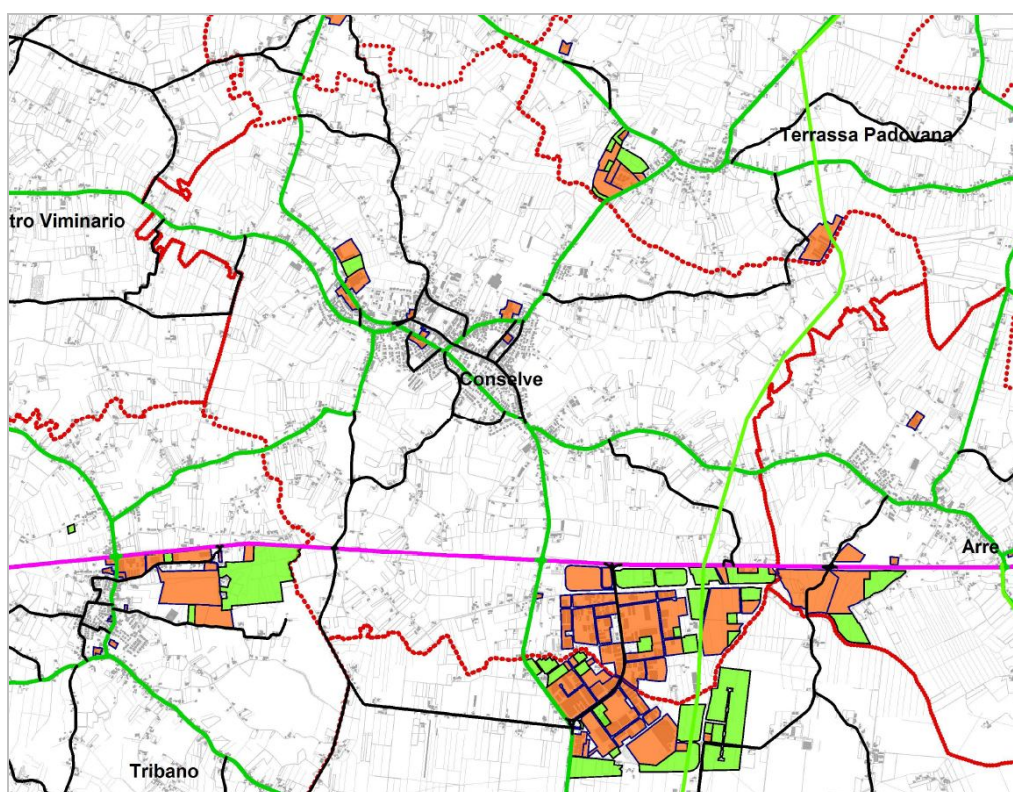 Terrassa Padovana
tro Viminario
Conselve
Arre
Tribano